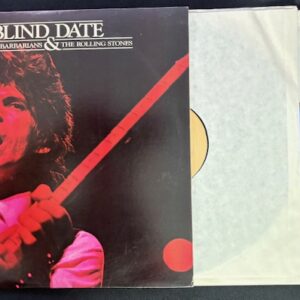 BLIND DATE
BARBARIANS & THE ROLLING STONES